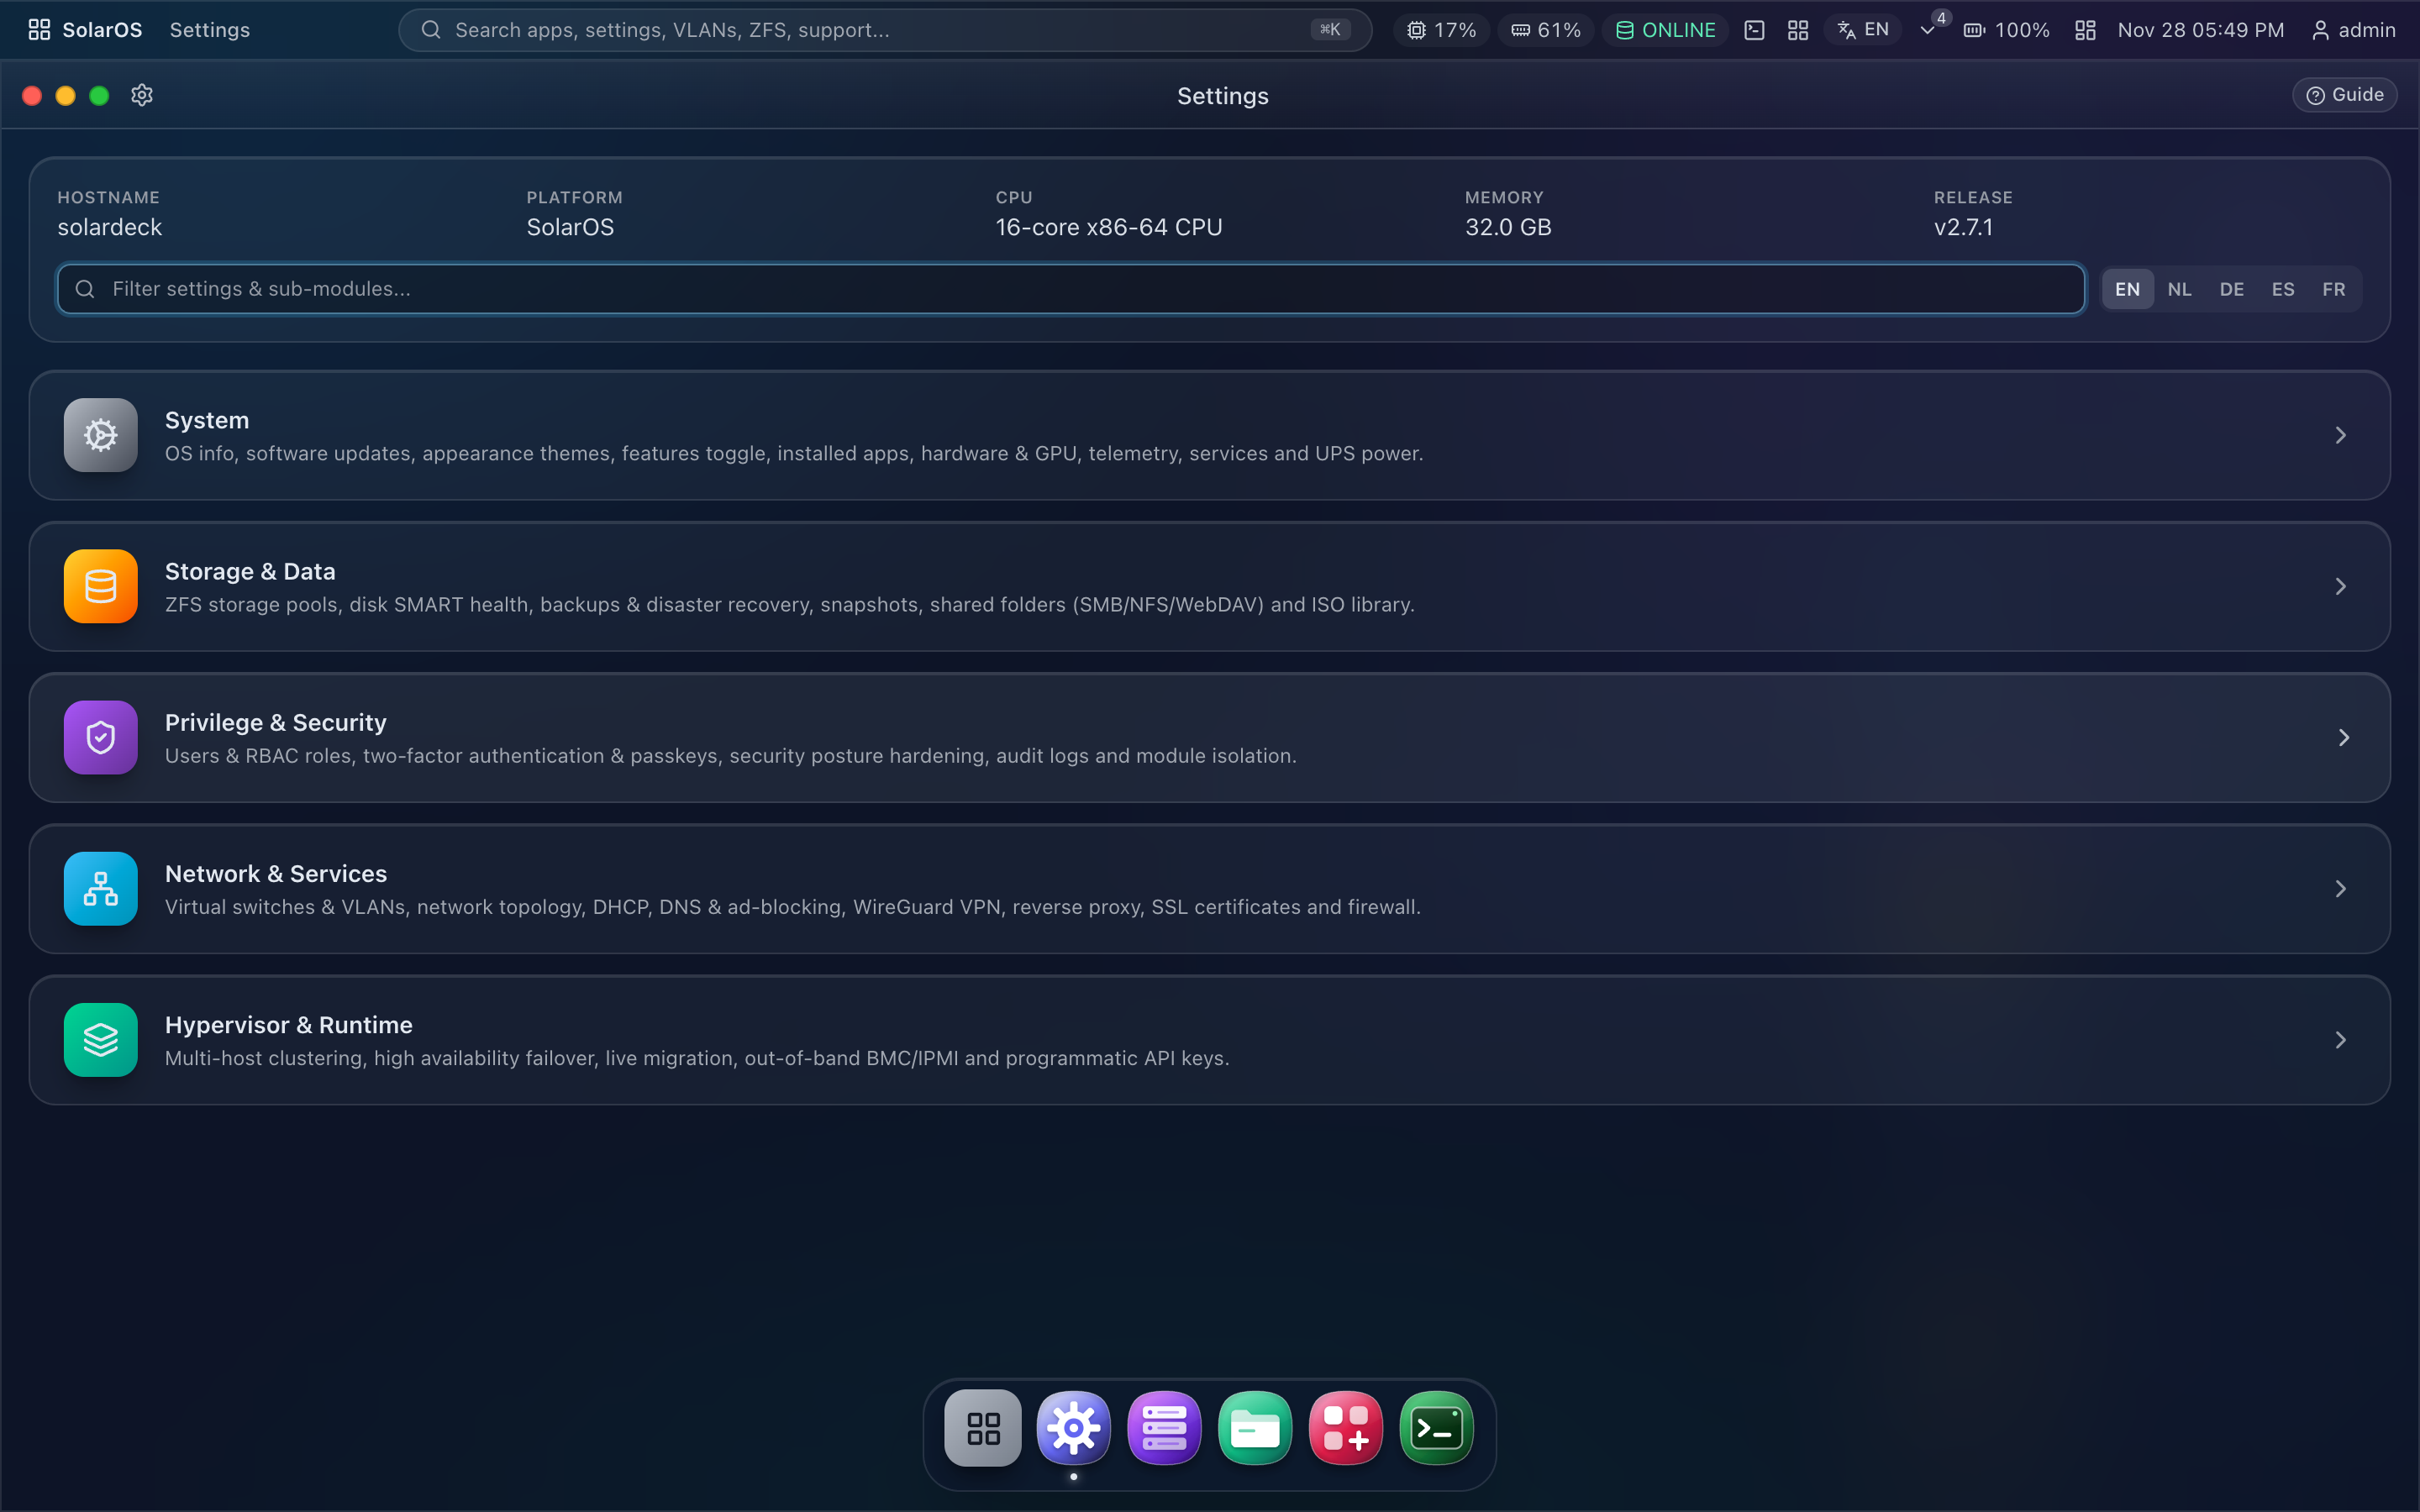 SolarOS Settings Search apps, settings, VLANs, ZFS, support... ⌘K 17% 61% ONLINE EN 4 100% Nov 28 05:49 PM admin
Settings Guide
HOSTNAME PLATFORM CPU MEMORY RELEASE
solardeck SolarOS 16-core x86-64 CPU 32.0 GB v2.7.1
Filter settings & sub-modules... EN NL DE ES FR
System
OS info, software updates, appearance themes, features toggle, installed apps, hardware & GPU, telemetry, services and UPS power.
Storage & Data
ZFS storage pools, disk SMART health, backups & disaster recovery, snapshots, shared folders (SMB/NFS/WebDAV) and ISO library.
Privilege & Security
Users & RBAC roles, two-factor authentication & passkeys, security posture hardening, audit logs and module isolation.
Network & Services
Virtual switches & VLANs, network topology, DHCP, DNS & ad-blocking, WireGuard VPN, reverse proxy, SSL certificates and firewall.
Hypervisor & Runtime
Multi-host clustering, high availability failover, live migration, out-of-band BMC/IPMI and programmatic API keys.